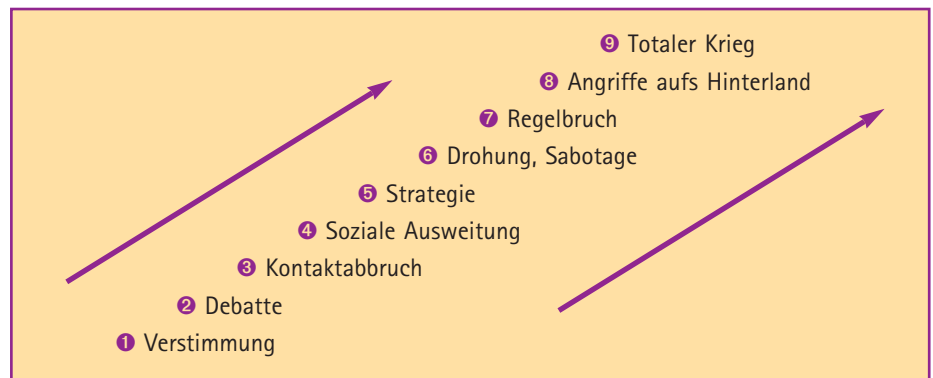 ❾ Totaler Krieg
❽ Angriffe aufs Hinterland
❼ Regelbruch
❻ Drohung, Sabotage
❺ Strategie
❹ Soziale Ausweitung
❸ Kontaktabbruch
❷ Debatte
❶ Verstimmung